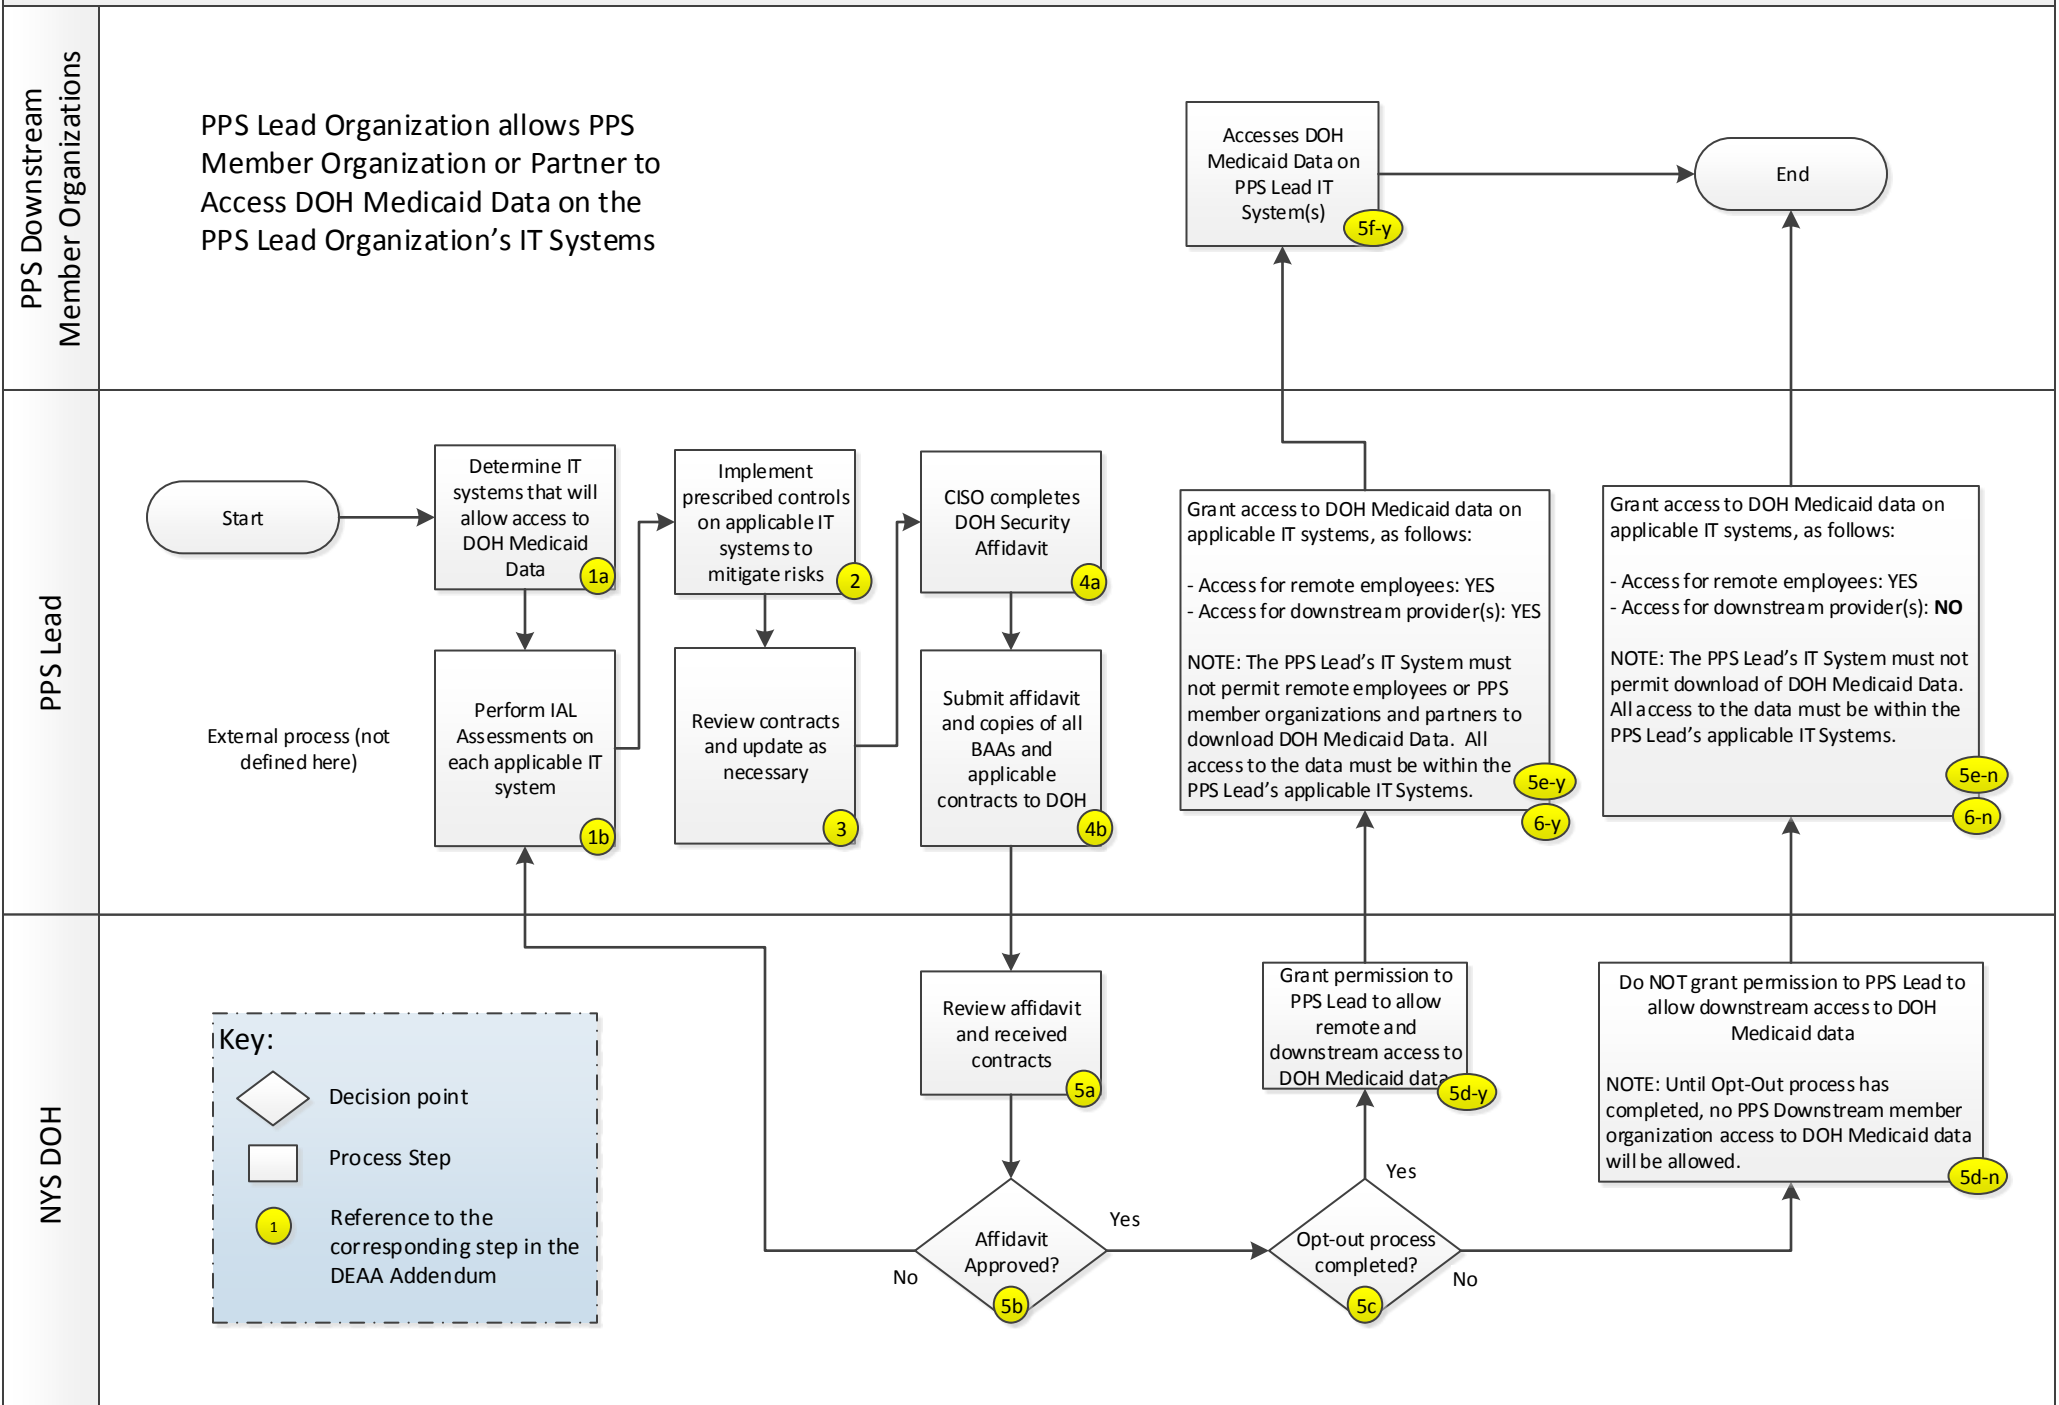 PPS Downstream
Member Organizations
PPS Lead Organization allows PPS
Member Organization or Partner to
Access DOH Medicaid Data on the
PPS Lead Organization's IT Systems
Accesses DOH
Medicaid Data on
PPS Lead IT
System(s)
5f-y
End
PPS Lead
Start
Determine IT
systems that will
allow access to
DOH Medicaid
Data
1a
Implement
prescribed controls
on applicable IT
systems to
mitigate risks
2
CISO completes
DOH Security
Affidavit
4a
External process (not
defined here)
Perform IAL
Assessments on
each applicable IT
system
1b
Review contracts
and update as
necessary
3
Submit affidavit
and copies of all
BAAs and
applicable
contracts to DOH
4b
Grant access to DOH Medicaid data on
applicable IT systems, as follows:
- Access for remote employees: YES
- Access for downstream provider(s): YES
NOTE: The PPS Lead's IT System must
not permit remote employees or PPS
member organizations and partners to
download DOH Medicaid Data.  All
access to the data must be within the
PPS Lead's applicable IT Systems.
5e-y
6-y
Grant access to DOH Medicaid data on
applicable IT systems, as follows:
- Access for remote employees: YES
- Access for downstream provider(s): NO
NOTE: The PPS Lead's IT System must not
permit download of DOH Medicaid Data.
All access to the data must be within the
PPS Lead's applicable IT Systems.
5e-n
6-n
NYS DOH
Key:
Decision point
Process Step
1
Reference to the
corresponding step in the
DEAA Addendum
Review affidavit
and received
contracts
5a
Affidavit
Approved?
5b
No
Yes
Opt-out process
completed?
5c
Yes
No
Grant permission to
PPS Lead to allow
remote and
downstream access to
DOH Medicaid data
5d-y
Do NOT grant permission to PPS Lead to
allow downstream access to DOH
Medicaid data
NOTE: Until Opt-Out process has
completed, no PPS Downstream member
organization access to DOH Medicaid data
will be allowed.
5d-n